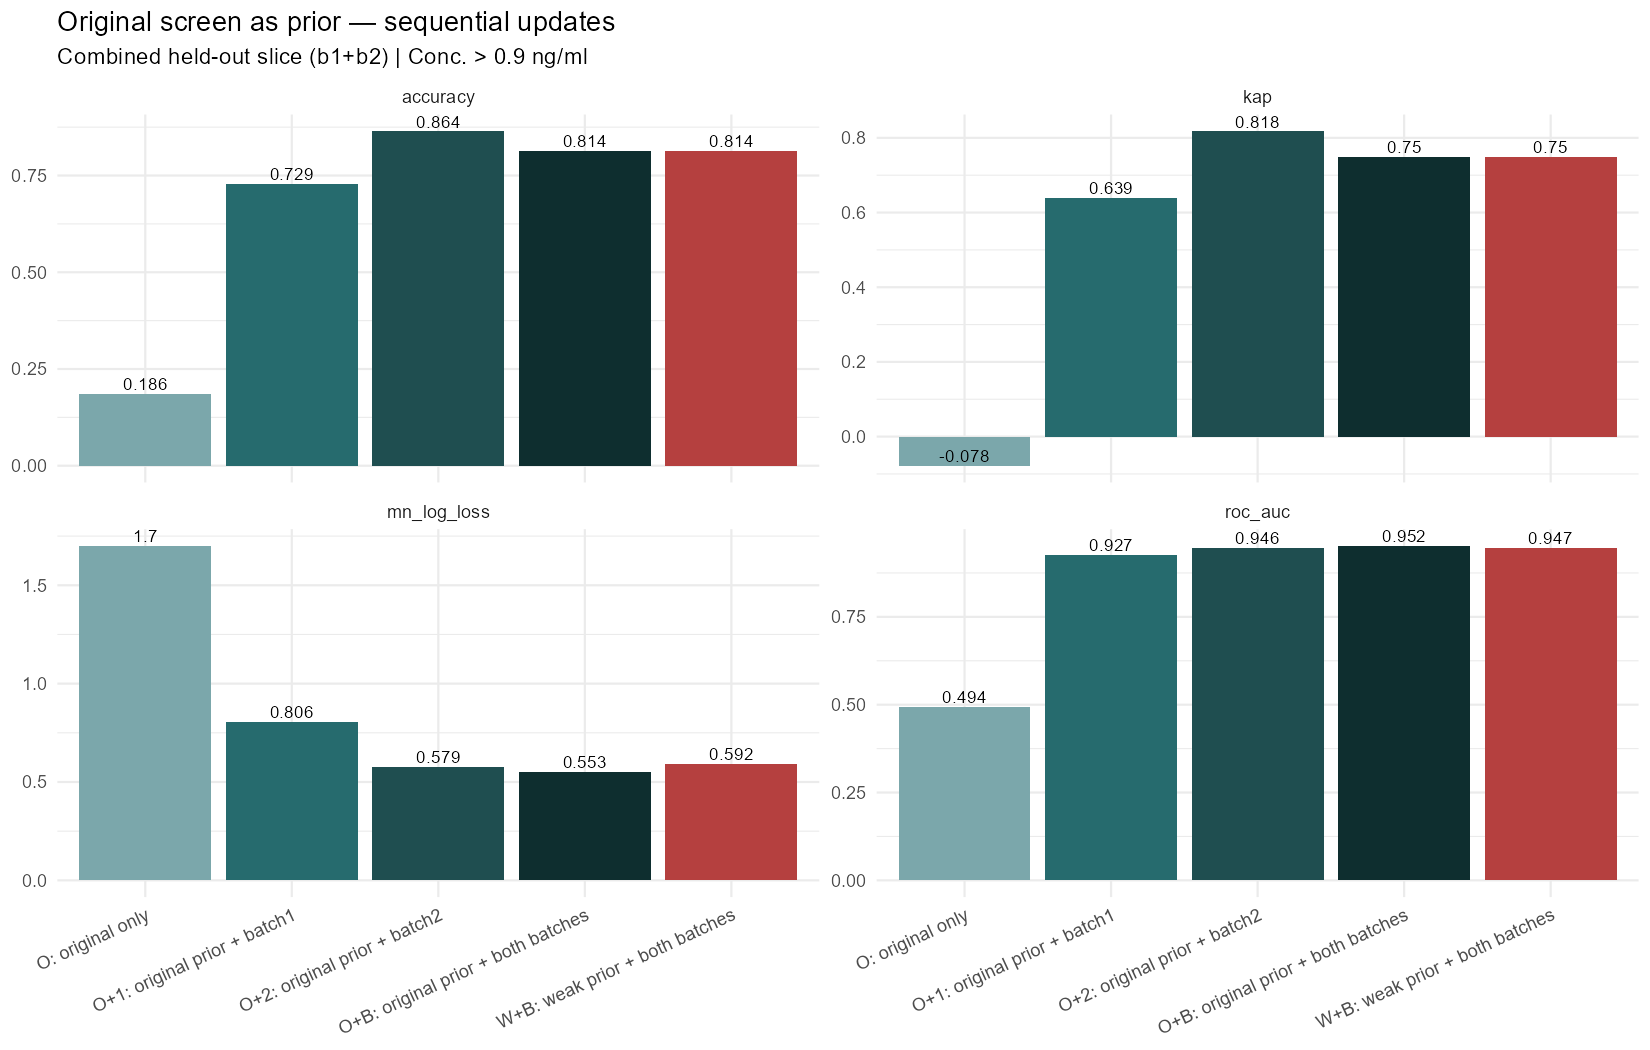 Original screen as prior — sequential updates
Combined held-out slice (b1+b2) | Conc. > 0.9 ng/ml
accuracy
0.75
0.50
0.25
0.00
0.186
0.729
0.864
0.814
0.814
kap
0.8
0.6
0.4
0.2
0.0
-0.078
0.639
0.818
0.75
0.75
mn_log_loss
1.5
1.0
0.5
0.0
1.7
0.806
0.579
0.553
0.592
O: original only
O+1: original prior + batch1
O+2: original prior + batch2
O+B: original prior + both batches
W+B: weak prior + both batches
roc_auc
0.75
0.50
0.25
0.00
0.494
0.927
0.946
0.952
0.947
O: original only
O+1: original prior + batch1
O+2: original prior + batch2
O+B: original prior + both batches
W+B: weak prior + both batches